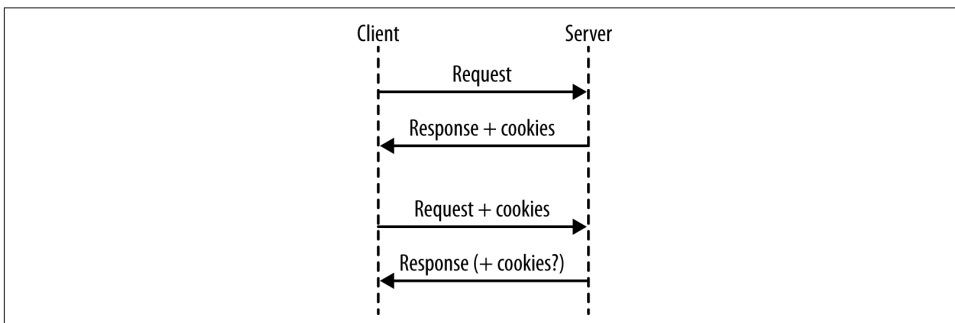 Client Server
Request
Response + cookies
Request + cookies
Response (+ cookies?)